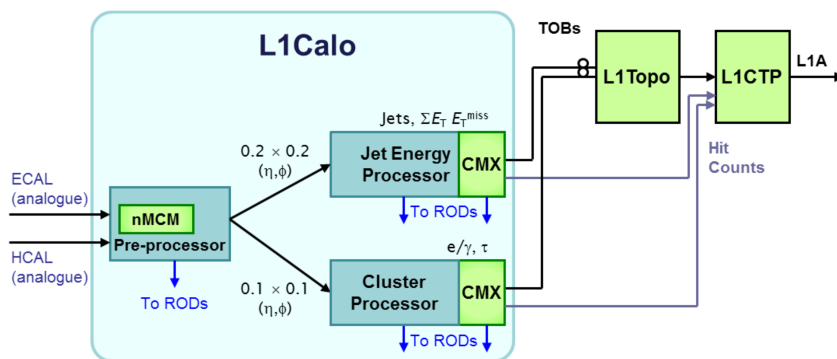 L1Calo
TOBs
L1Topo
L1CTP
L1A
Jets, ΣE_T E_T^miss
0.2 × 0.2
(η,ϕ)
Jet Energy
Processor
CMX
Hit
Counts
To RODs
ECAL
(analogue)
nMCM
Pre-processor
HCAL
(analogue)
To RODs
e/γ, τ
0.1 × 0.1
(η,ϕ)
Cluster
Processor
CMX
To RODs